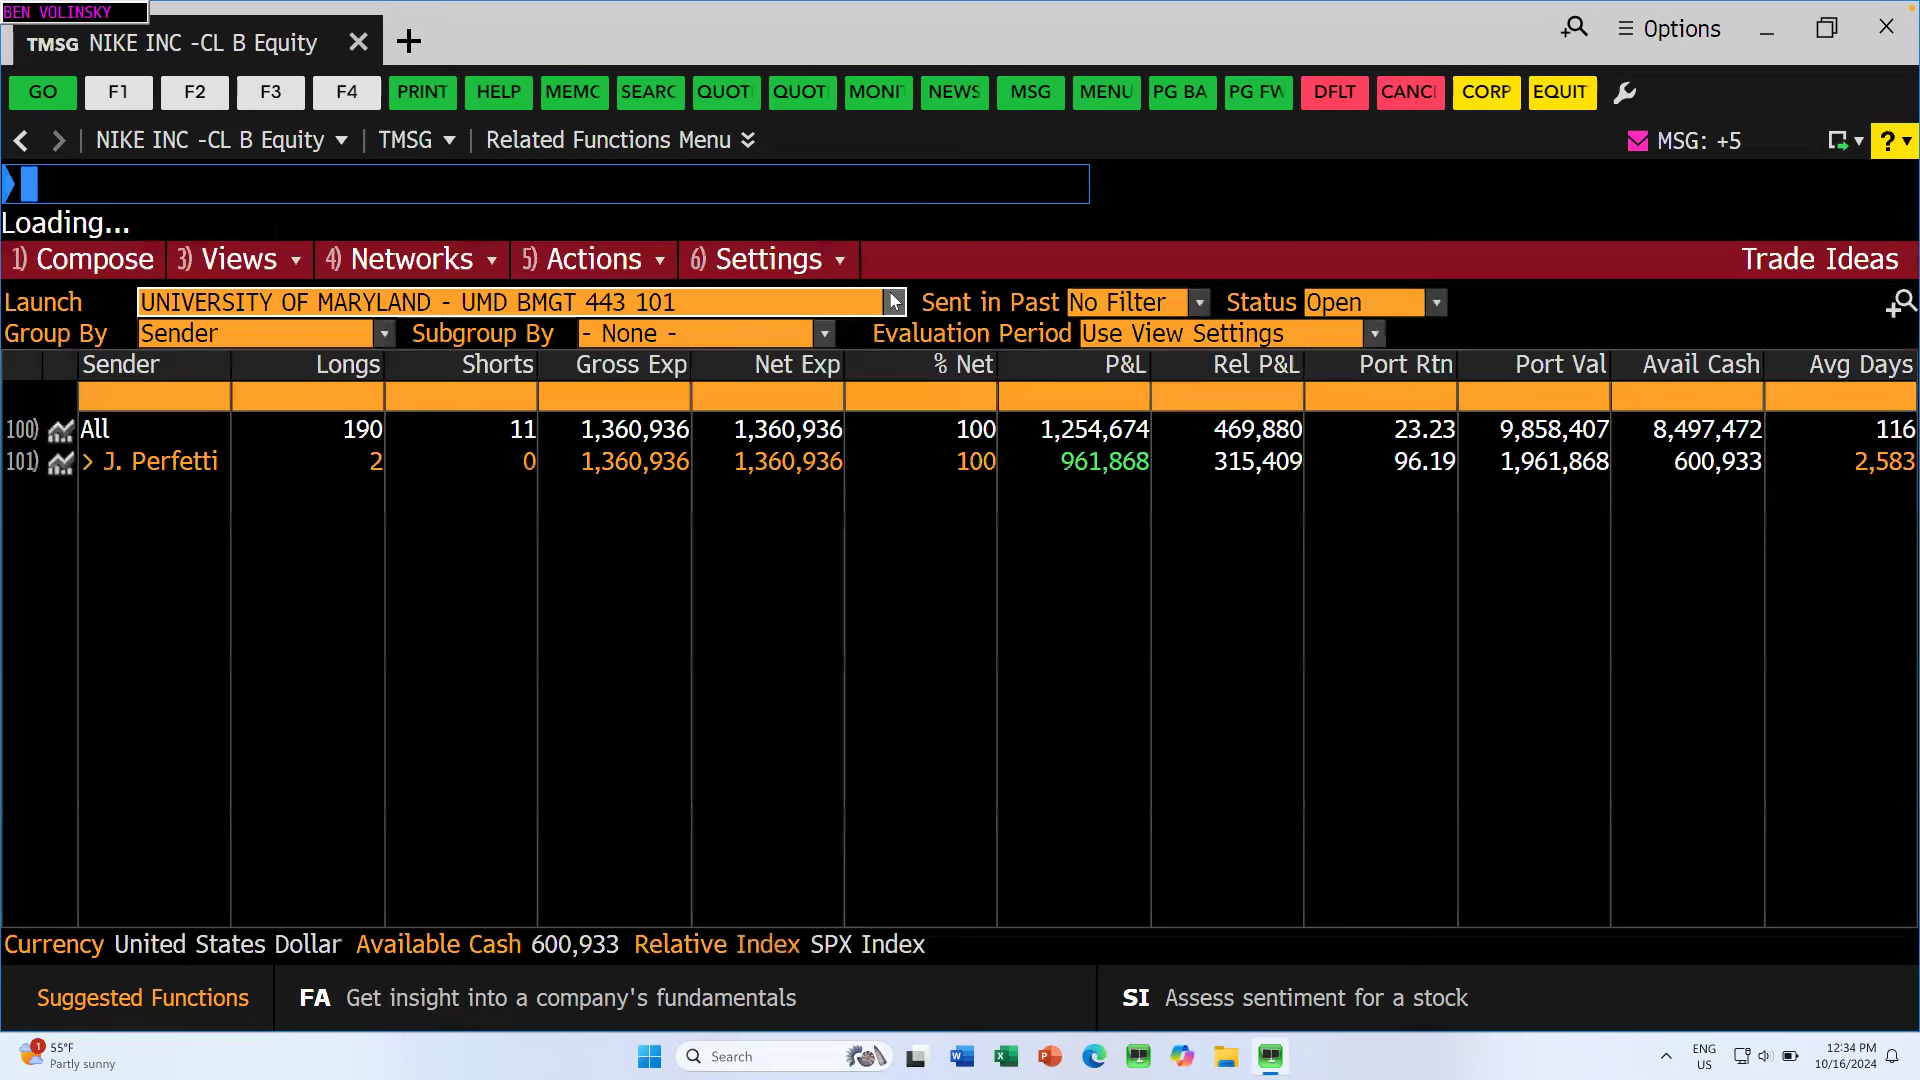 BEN VOLINSKY
TMSG NIKE INC -CL B Equity
Options
GO F1 F2 F3 F4 PRINT HELP MEMC SEARC QUOT QUOT MONI NEWS MSG MENU PG BA PG FW DFLT CANC CORP EQUIT
NIKE INC -CL B Equity TMSG Related Functions Menu MSG: +5 ?
Loading...
1) Compose 3) Views 4) Networks 5) Actions 6) Settings Trade Ideas
Launch UNIVERSITY OF MARYLAND - UMD BMGT 443 101 Sent in Past No Filter Status Open
Group By Sender Subgroup By - None - Evaluation Period Use View Settings
Sender Longs Shorts Gross Exp Net Exp % Net P&L Rel P&L Port Rtn Port Val Avail Cash Avg Days
100) All 190 11 1,360,936 1,360,936 100 1,254,674 469,880 23.23 9,858,407 8,497,472 116
101) > J. Perfetti 2 0 1,360,936 1,360,936 100 961,868 315,409 96.19 1,961,868 600,933 2,583
Currency United States Dollar Available Cash 600,933 Relative Index SPX Index
Suggested Functions FA Get insight into a company's fundamentals SI Assess sentiment for a stock
1 55°F
Partly sunny
Search
ENG
US
12:34 PM
10/16/2024